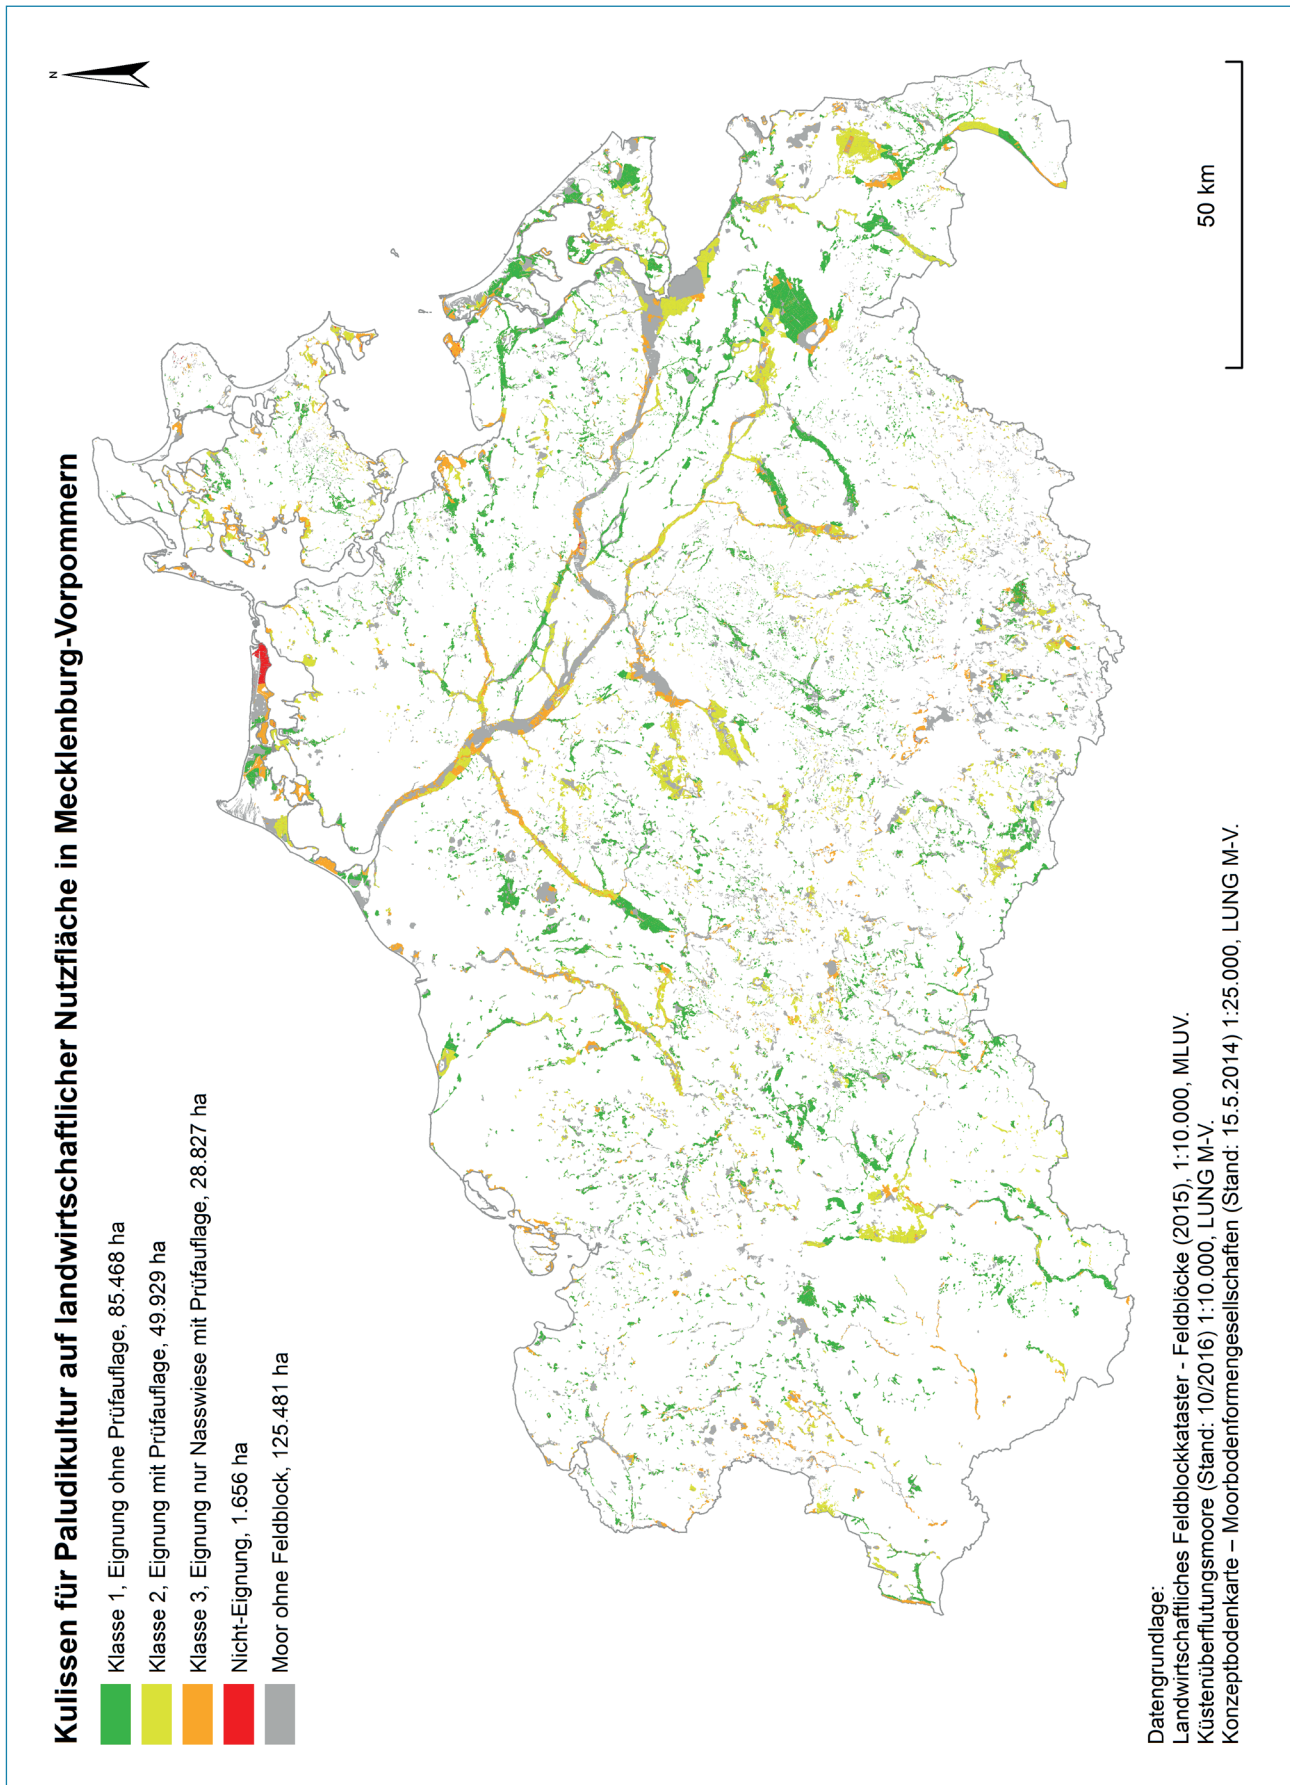 Kulissen für Paludikultur auf landwirtschaftlicher Nutzfläche in Mecklenburg-Vorpommern
N
Klasse 1, Eignung ohne Prüfauflage, 85.468 ha
Klasse 2, Eignung mit Prüfauflage, 49.929 ha
Klasse 3, Eignung nur Nasswiese mit Prüfauflage, 28.827 ha
Nicht-Eignung, 1.656 ha
Moor ohne Feldblock, 125.481 ha
50 km
Datengrundlage:
Landwirtschaftliches Feldblockkataster - Feldblöcke (2015), 1:10.000, MLUV.
Küstenüberflutungsmoore (Stand: 10/2016) 1:10.000, LUNG M-V.
Konzeptbodenkarte – Moorbodenformengesellschaften (Stand: 15.5.2014) 1:25.000, LUNG M-V.